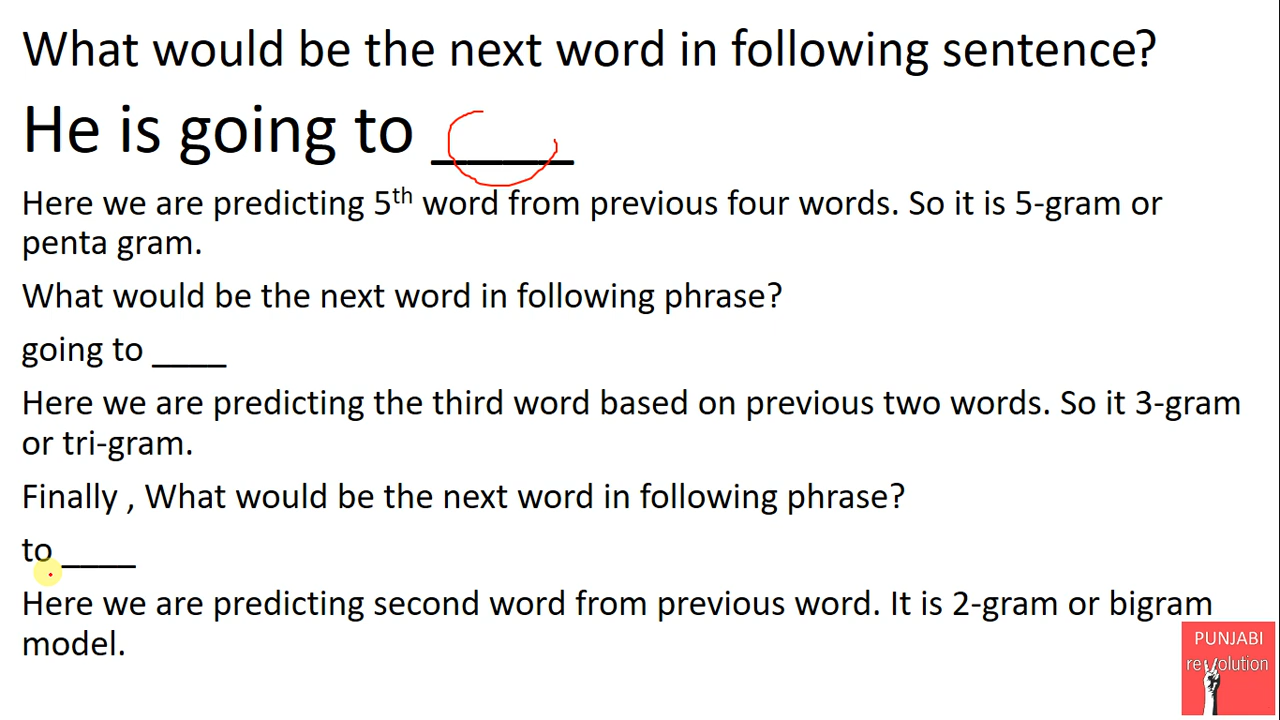 What would be the next word in following sentence?
He is going to ____
Here we are predicting 5th word from previous four words. So it is 5-gram or
penta gram.
What would be the next word in following phrase?
going to ____
Here we are predicting the third word based on previous two words. So it 3-gram
or tri-gram.
Finally , What would be the next word in following phrase?
to ____
Here we are predicting second word from previous word. It is 2-gram or bigram
model.
PUNJABI
revolution